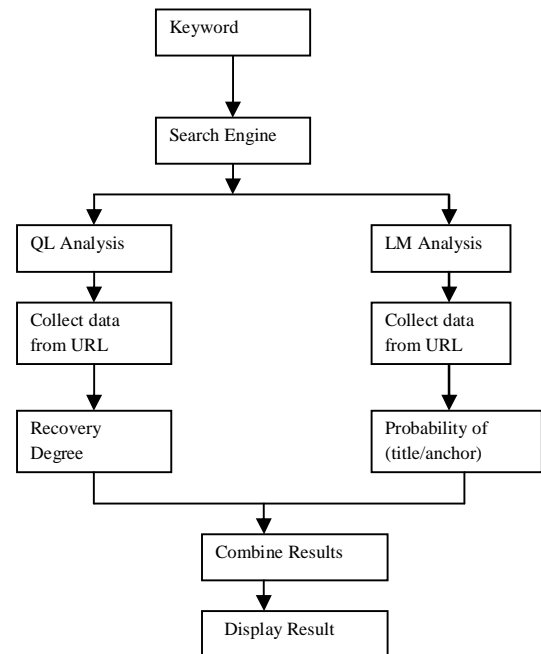 Keyword
Search Engine
QL Analysis
LM Analysis
Collect data
from URL
Collect data
from URL
Recovery
Degree
Probability of
(title/anchor)
Combine Results
Display Result